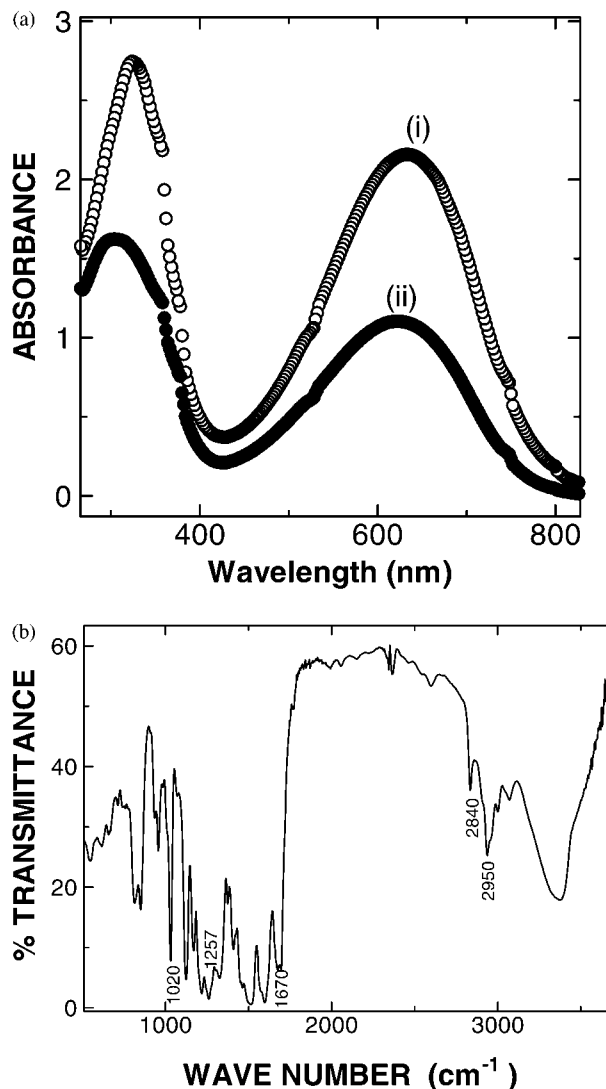 (a)
3
2
1
0
ABSORBANCE
(i)
(ii)
400
600
800
Wavelength (nm)
(b)
60
40
20
0
% TRANSMITTANCE
1020
1257
1670
2840
2950
1000
2000
3000
WAVE NUMBER (cm⁻¹)